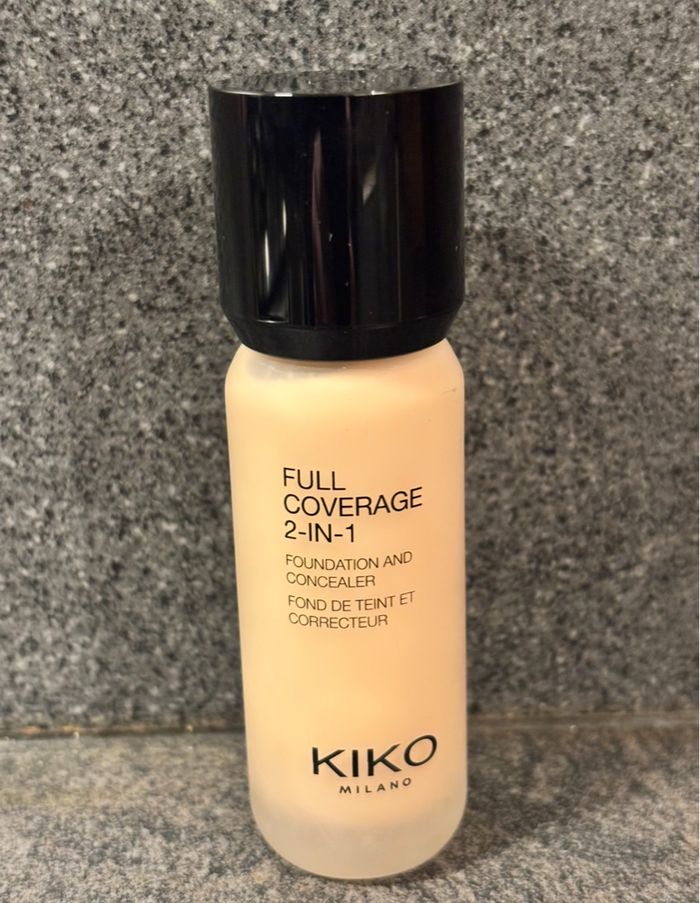 FULL
COVERAGE
2-IN-1
FOUNDATION AND
CONCEALER
FOND DE TEINT ET
CORRECTEUR
KIKO
MILANO